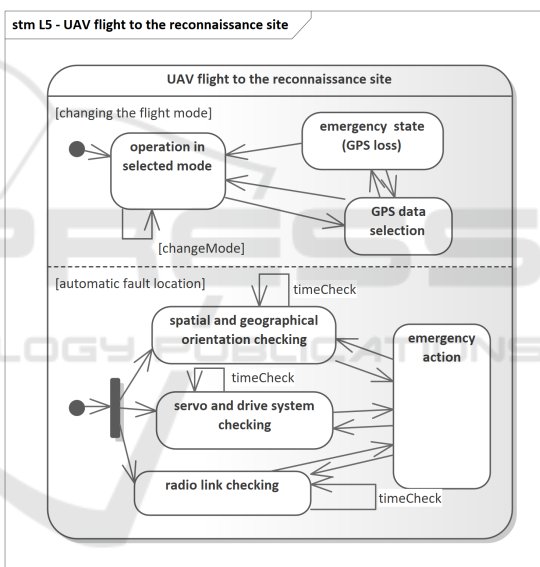 stm L5 - UAV flight to the reconnaissance site
UAV flight to the reconnaissance site
[changing the flight mode]
operation in
selected mode
emergency state
(GPS loss)
GPS data
selection
[changeMode]
[automatic fault location]
timeCheck
spatial and geographical
orientation checking
emergency
action
timeCheck
servo and drive system
checking
radio link checking
timeCheck